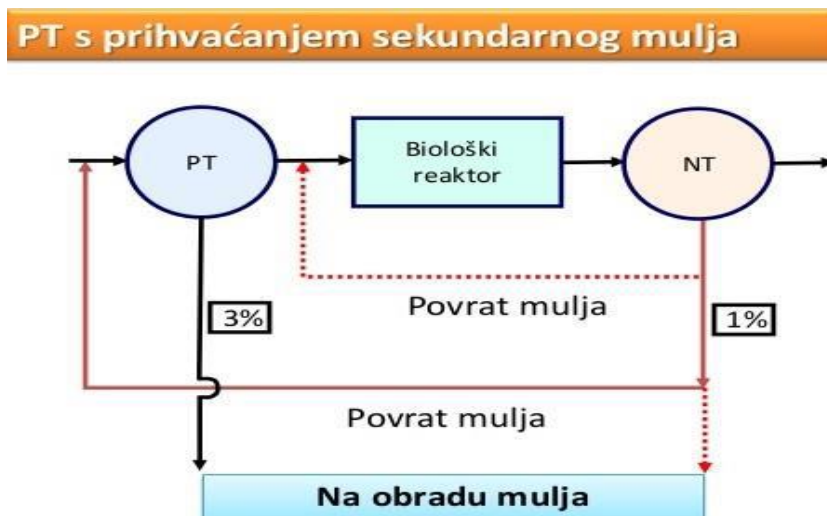 PT s prihvaćanjem sekundarnog mulja
PT
Biološki
reaktor
NT
Povrat mulja
3%
1%
Povrat mulja
Na obradu mulja